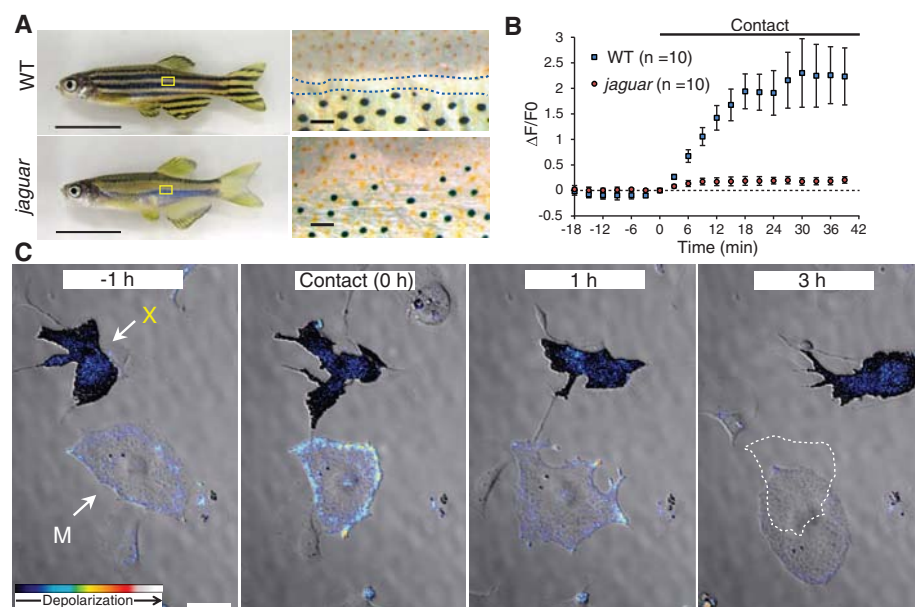 A
WT
jaguar
B
Contact
WT (n =10)
jaguar (n =10)
ΔF/F0
3
2.5
2
1.5
1
0.5
0
-0.5
-18 -12 -6 0 6 12 18 24 30 36 42
Time (min)
C
-1 h
Contact (0 h)
1 h
3 h
X
M
Depolarization